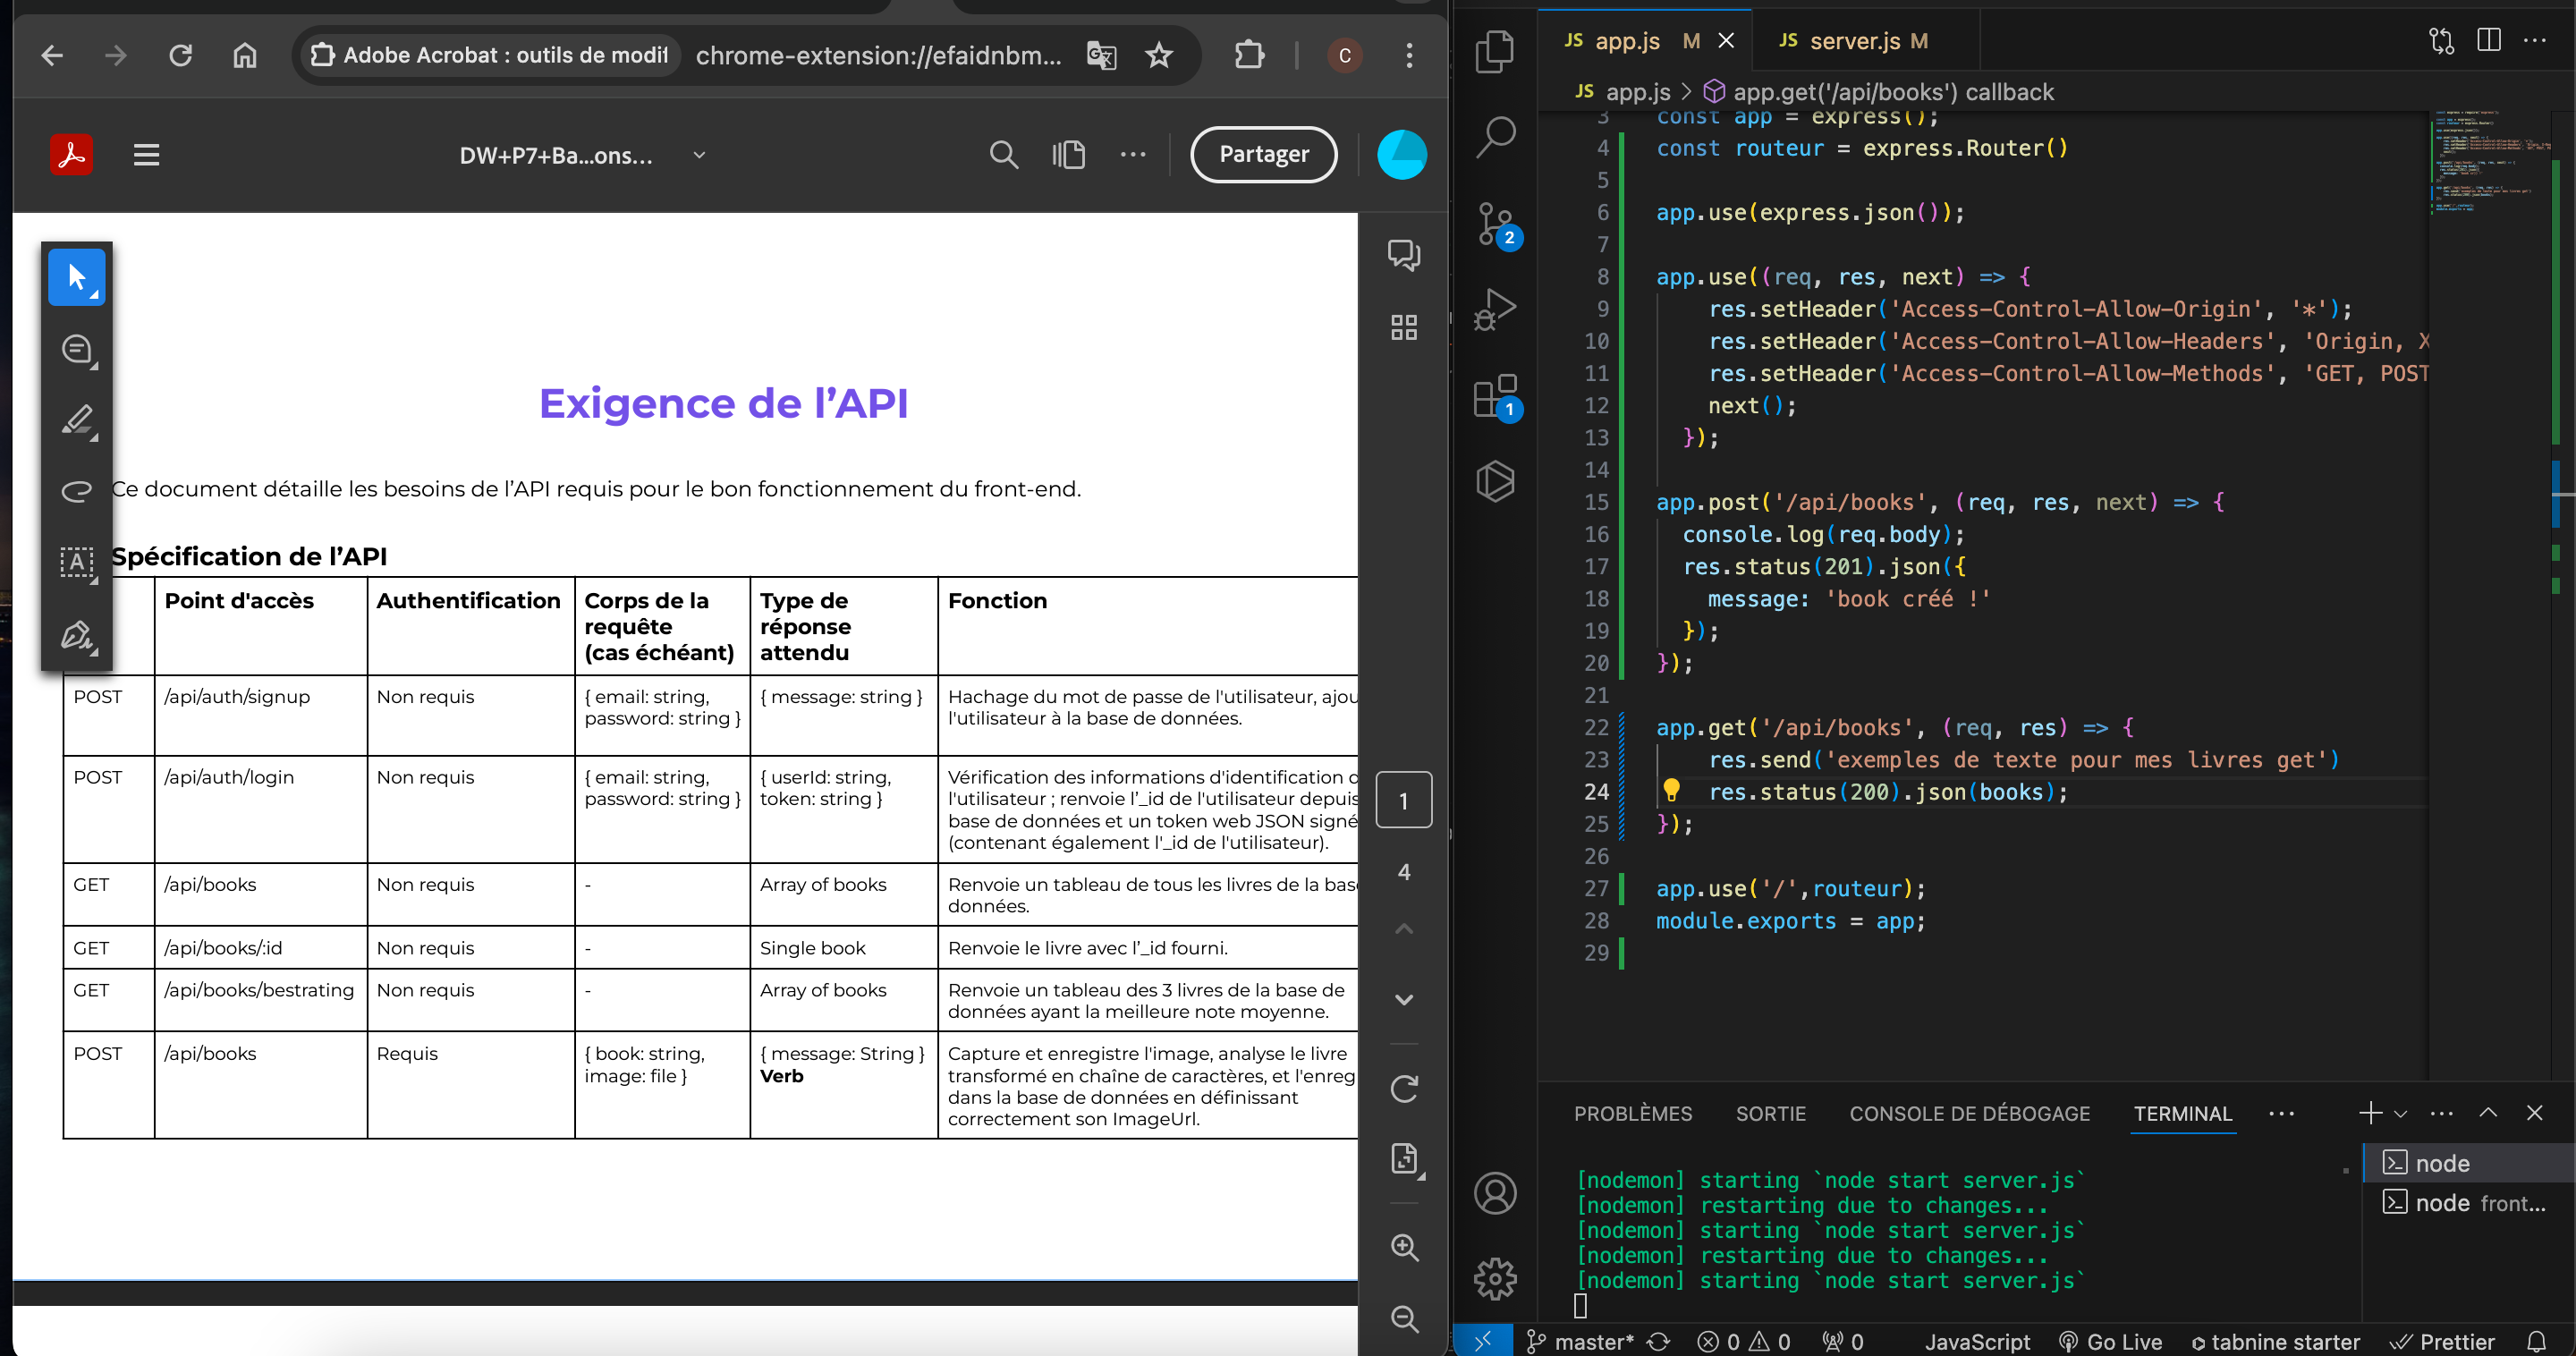 Adobe Acrobat : outils de modif
chrome-extension://efaidnbm...
C
DW+P7+Ba...ons...
Partager
Exigence de l'API
Ce document détaille les besoins de l'API requis pour le bon fonctionnement du front-end.
Spécification de l'API
Point d'accès
Authentification
Corps de la
requête
(cas échéant)
Type de
réponse
attendu
Fonction
POST
/api/auth/signup
Non requis
{ email: string,
password: string }
{ message: string }
Hachage du mot de passe de l'utilisateur, ajou
l'utilisateur à la base de données.
POST
/api/auth/login
Non requis
{ email: string,
password: string }
{ userId: string,
token: string }
Vérification des informations d'identification d
l'utilisateur ; renvoie l'_id de l'utilisateur depuis
base de données et un token web JSON signé
(contenant également l'_id de l'utilisateur).
GET
/api/books
Non requis
-
Array of books
Renvoie un tableau de tous les livres de la base
données.
GET
/api/books/:id
Non requis
-
Single book
Renvoie le livre avec l'_id fourni.
GET
/api/books/bestrating
Non requis
-
Array of books
Renvoie un tableau des 3 livres de la base de
données ayant la meilleure note moyenne.
POST
/api/books
Requis
{ book: string,
image: file }
{ message: String }
Verb
Capture et enregistre l'image, analyse le livre
transformé en chaîne de caractères, et l'enreg
dans la base de données en définissant
correctement son ImageUrl.
1
4
2
1
JS app.js M
JS server.js M
JS app.js > app.get('/api/books') callback
3 const app = express();
4 const routeur = express.Router()
5
6 app.use(express.json());
7
8 app.use((req, res, next) => {
9 res.setHeader('Access-Control-Allow-Origin', '*');
10 res.setHeader('Access-Control-Allow-Headers', 'Origin, X
11 res.setHeader('Access-Control-Allow-Methods', 'GET, POST
12 next();
13 });
14
15 app.post('/api/books', (req, res, next) => {
16 console.log(req.body);
17 res.status(201).json({
18 message: 'book créé !'
19 });
20 });
21
22 app.get('/api/books', (req, res) => {
23 res.send('exemples de texte pour mes livres get')
24 res.status(200).json(books);
25 });
26
27 app.use('/',routeur);
28 module.exports = app;
29
PROBLÈMES
SORTIE
CONSOLE DE DÉBOGAGE
TERMINAL
[nodemon] starting `node start server.js`
[nodemon] restarting due to changes...
[nodemon] starting `node start server.js`
[nodemon] restarting due to changes...
[nodemon] starting `node start server.js`
node
node front...
master*
0
0
0
JavaScript
Go Live
tabnine starter
Prettier